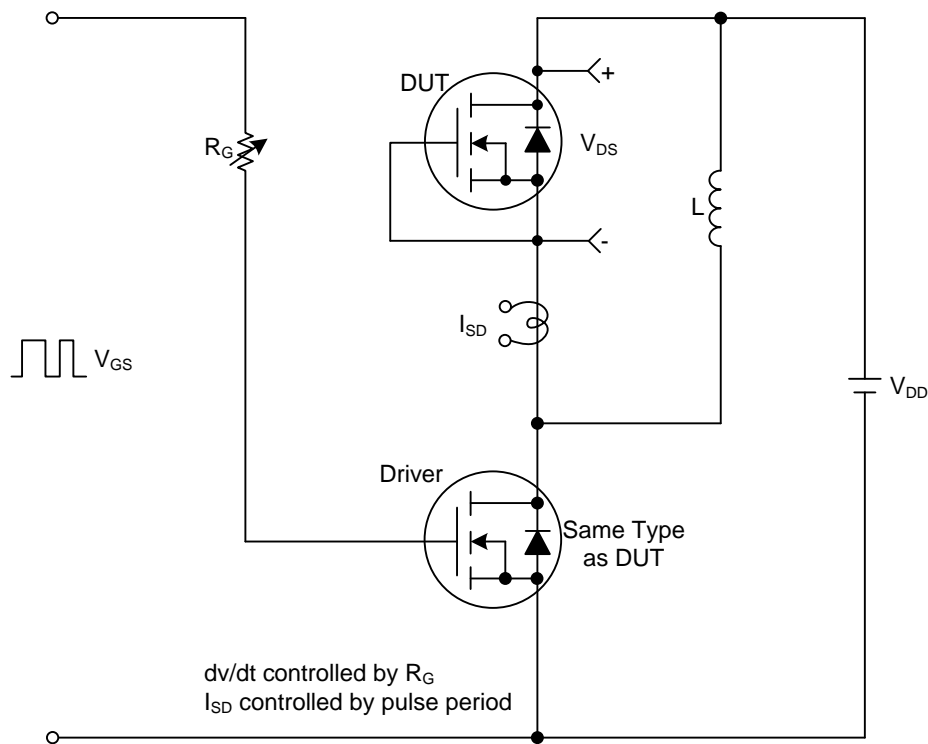 DUT
+
R_G
V_DS
L
-
I_SD
V_GS
V_DD
Driver
Same Type
as DUT
dv/dt controlled by R_G
I_SD controlled by pulse period